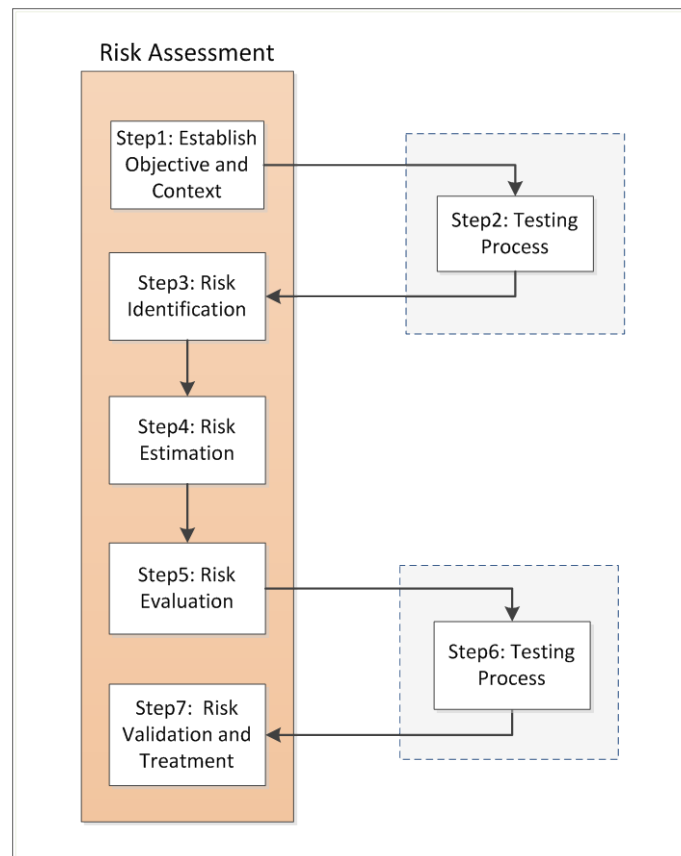 Risk Assessment
Step1: Establish
Objective and
Context
Step2: Testing
Process
Step3: Risk
Identification
Step4: Risk
Estimation
Step5: Risk
Evaluation
Step6: Testing
Process
Step7: Risk
Validation and
Treatment